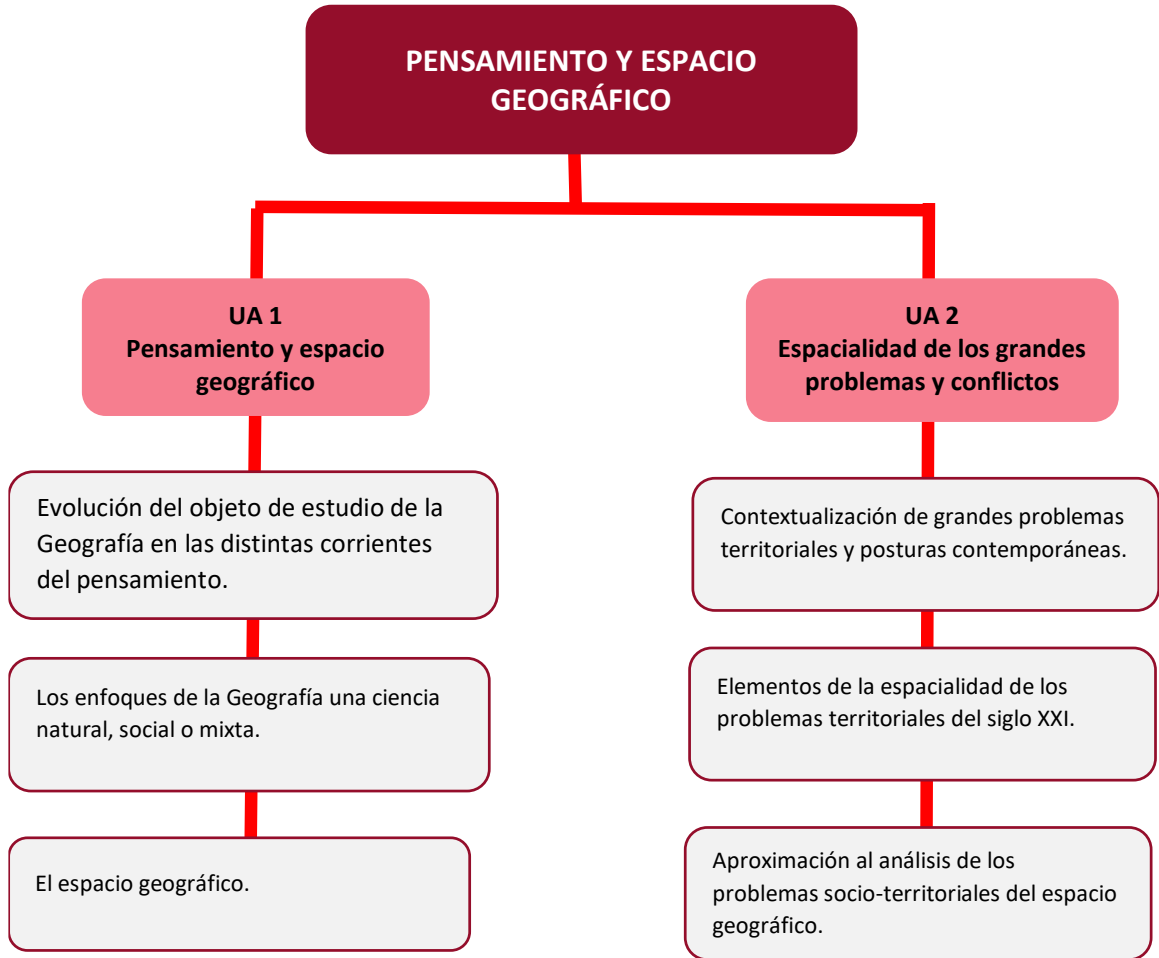 PENSAMIENTO Y ESPACIO
GEOGRÁFICO
UA 1
Pensamiento y espacio
geográfico
Evolución del objeto de estudio de la
Geografía en las distintas corrientes
del pensamiento.
Los enfoques de la Geografía una ciencia
natural, social o mixta.
El espacio geográfico.
UA 2
Espacialidad de los grandes
problemas y conflictos
Contextualización de grandes problemas
territoriales y posturas contemporáneas.
Elementos de la espacialidad de los
problemas territoriales del siglo XXI.
Aproximación al análisis de los
problemas socio-territoriales del espacio
geográfico.